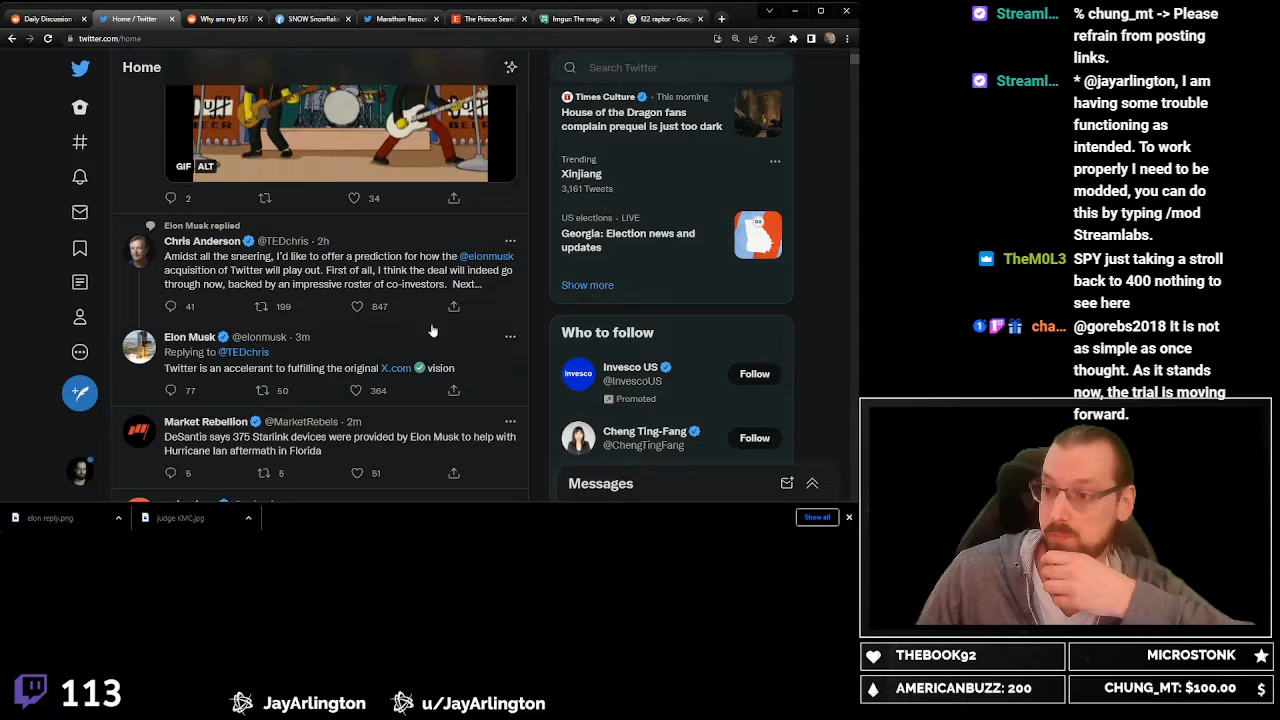 Daily Discussion
Home / Twitter
Why are my $55
SNOW Snowflak
Marathon Resou
The Prince: Searc
Imgur: The magic
f22 raptor - Goog
twitter.com/home
Home
Search Twitter
GIF ALT
2
34
Elon Musk replied
Chris Anderson @TEDchris · 2h
Amidst all the sneering, I'd like to offer a prediction for how the @elonmusk
acquisition of Twitter will play out. First of all, I think the deal will indeed go
through now, backed by an impressive roster of co-investors. Next...
41
199
847
Elon Musk @elonmusk · 3m
Replying to @TEDchris
Twitter is an accelerant to fulfilling the original X.com vision
77
50
364
Market Rebellion @MarketRebels · 2m
DeSantis says 375 Starlink devices were provided by Elon Musk to help with
Hurricane Ian aftermath in Florida
5
5
51
Times Culture · This morning
House of the Dragon fans
complain prequel is just too dark
Trending
Xinjiang
3,161 Tweets
US elections · LIVE
Georgia: Election news and
updates
Show more
Who to follow
Invesco US
@InvescoUS
Promoted
Follow
Cheng Ting-Fang
@ChengTingFang
Follow
Messages
elon reply.png
judge KMC.jpg
Show all
Streaml... % chung_mt -> Please
refrain from posting
links.
Streaml... * @jayarlington, I am
having some trouble
functioning as
intended. To work
properly I need to be
modded, you can do
this by typing /mod
Streamlabs.
TheM0L3 SPY just taking a stroll
back to 400 nothing to
see here
cha... @gorebs2018 It is not
as simple as once
thought. As it stands
now, the trial is moving
forward.
THEBOOK92
MICROSTONK
AMERICANBUZZ: 200
CHUNG_MT: $100.00
113
JayArlington
u/JayArlington